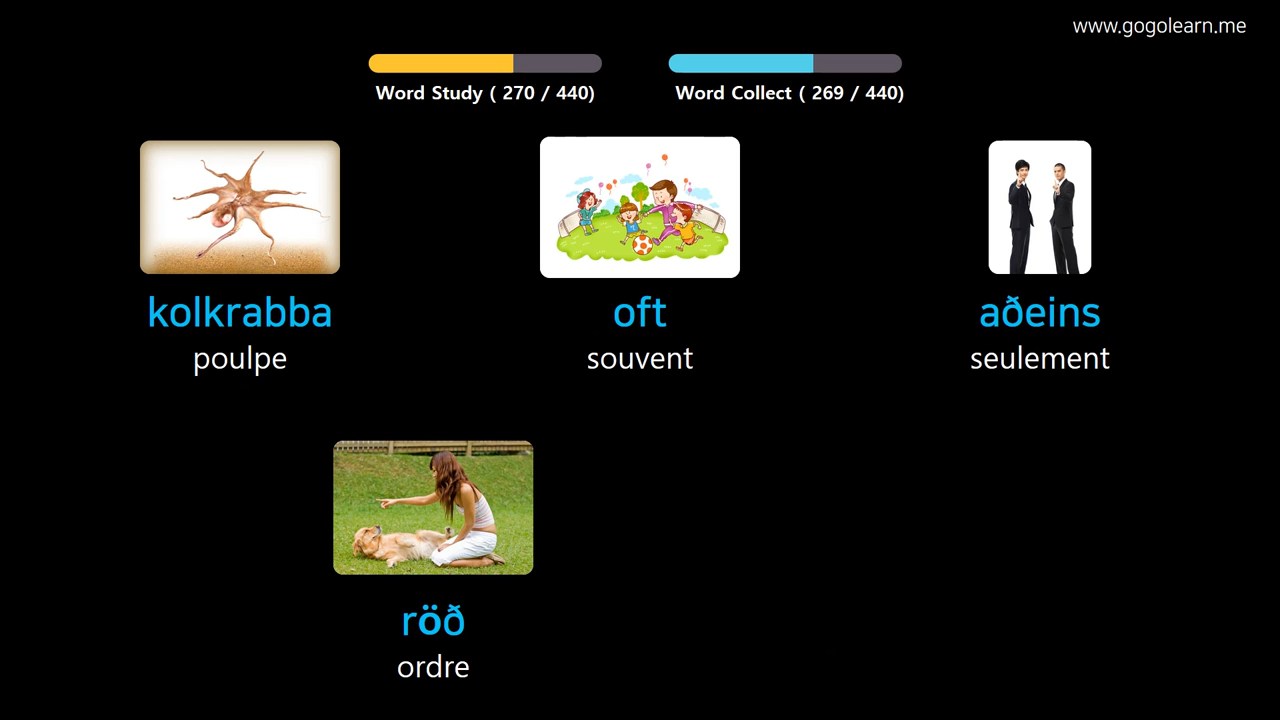 www.gogolearn.me
Word Study ( 270 / 440)
Word Collect ( 269 / 440)
kolkrabba
poulpe
oft
souvent
aðeins
seulement
röð
ordre